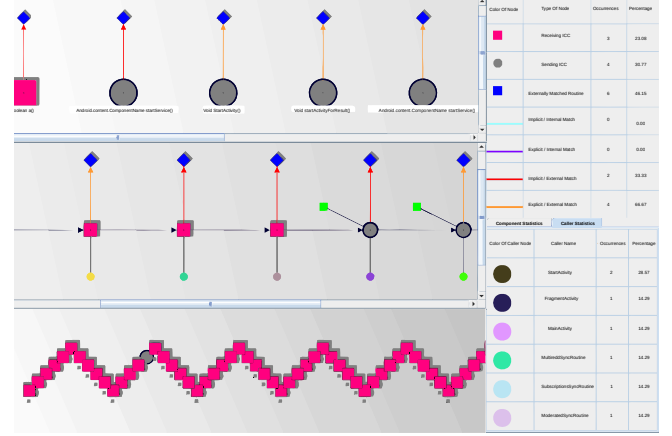 oolean a()
Android.content.ComponentName startService()
Void StartActivity()
Void startActivityForResult()
Android.content.ComponentName startService()
Color Of Node Type Of Node Occurrences Percentage
Receiving ICC 3 23.08
Sending ICC 4 30.77
Externally Matched Routine 6 46.15
Implicit / Internal Match 0 0.00
Explicit / Internal Match 0 0.00
Implicit / External Match 2 33.33
Explicit / External Match 4 66.67
Component Statistics Caller Statistics
Color Of Caller Node Caller Name Occurrences Percentage
StartActivity 2 28.57
FragmentActivity 1 14.29
MainActivity 1 14.29
1 14.29
1 14.29
ModeratedSyncRoutine 1 14.29